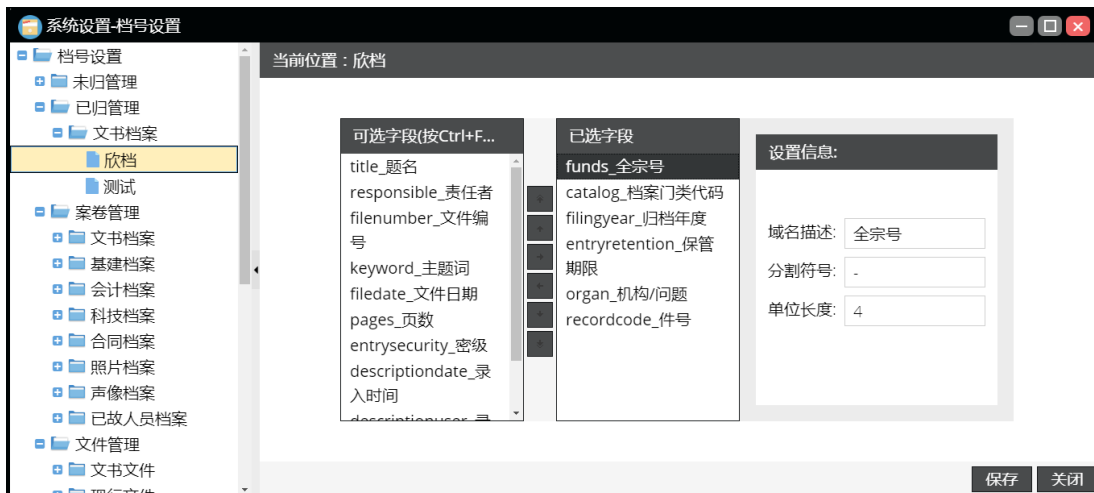 系统设置-档号设置
档号设置
未归管理
已归管理
文书档案
欣档
测试
案卷管理
文书档案
基建档案
会计档案
科技档案
合同档案
照片档案
声像档案
已故人员档案
文件管理
文书文件
当前位置：欣档
可选字段(按Ctrl+F...
title_题名
responsible_责任者
filenumber_文件编
号
keyword_主题词
filedate_文件日期
pages_页数
entrysecurity_密级
descriptiondate_录
入时间
已选字段
funds_全宗号
catalog_档案门类代码
filingyear_归档年度
entryretention_保管
期限
organ_机构/问题
recordcode_件号
设置信息:
域名描述: 全宗号
分割符号: -
单位长度: 4
保存 关闭